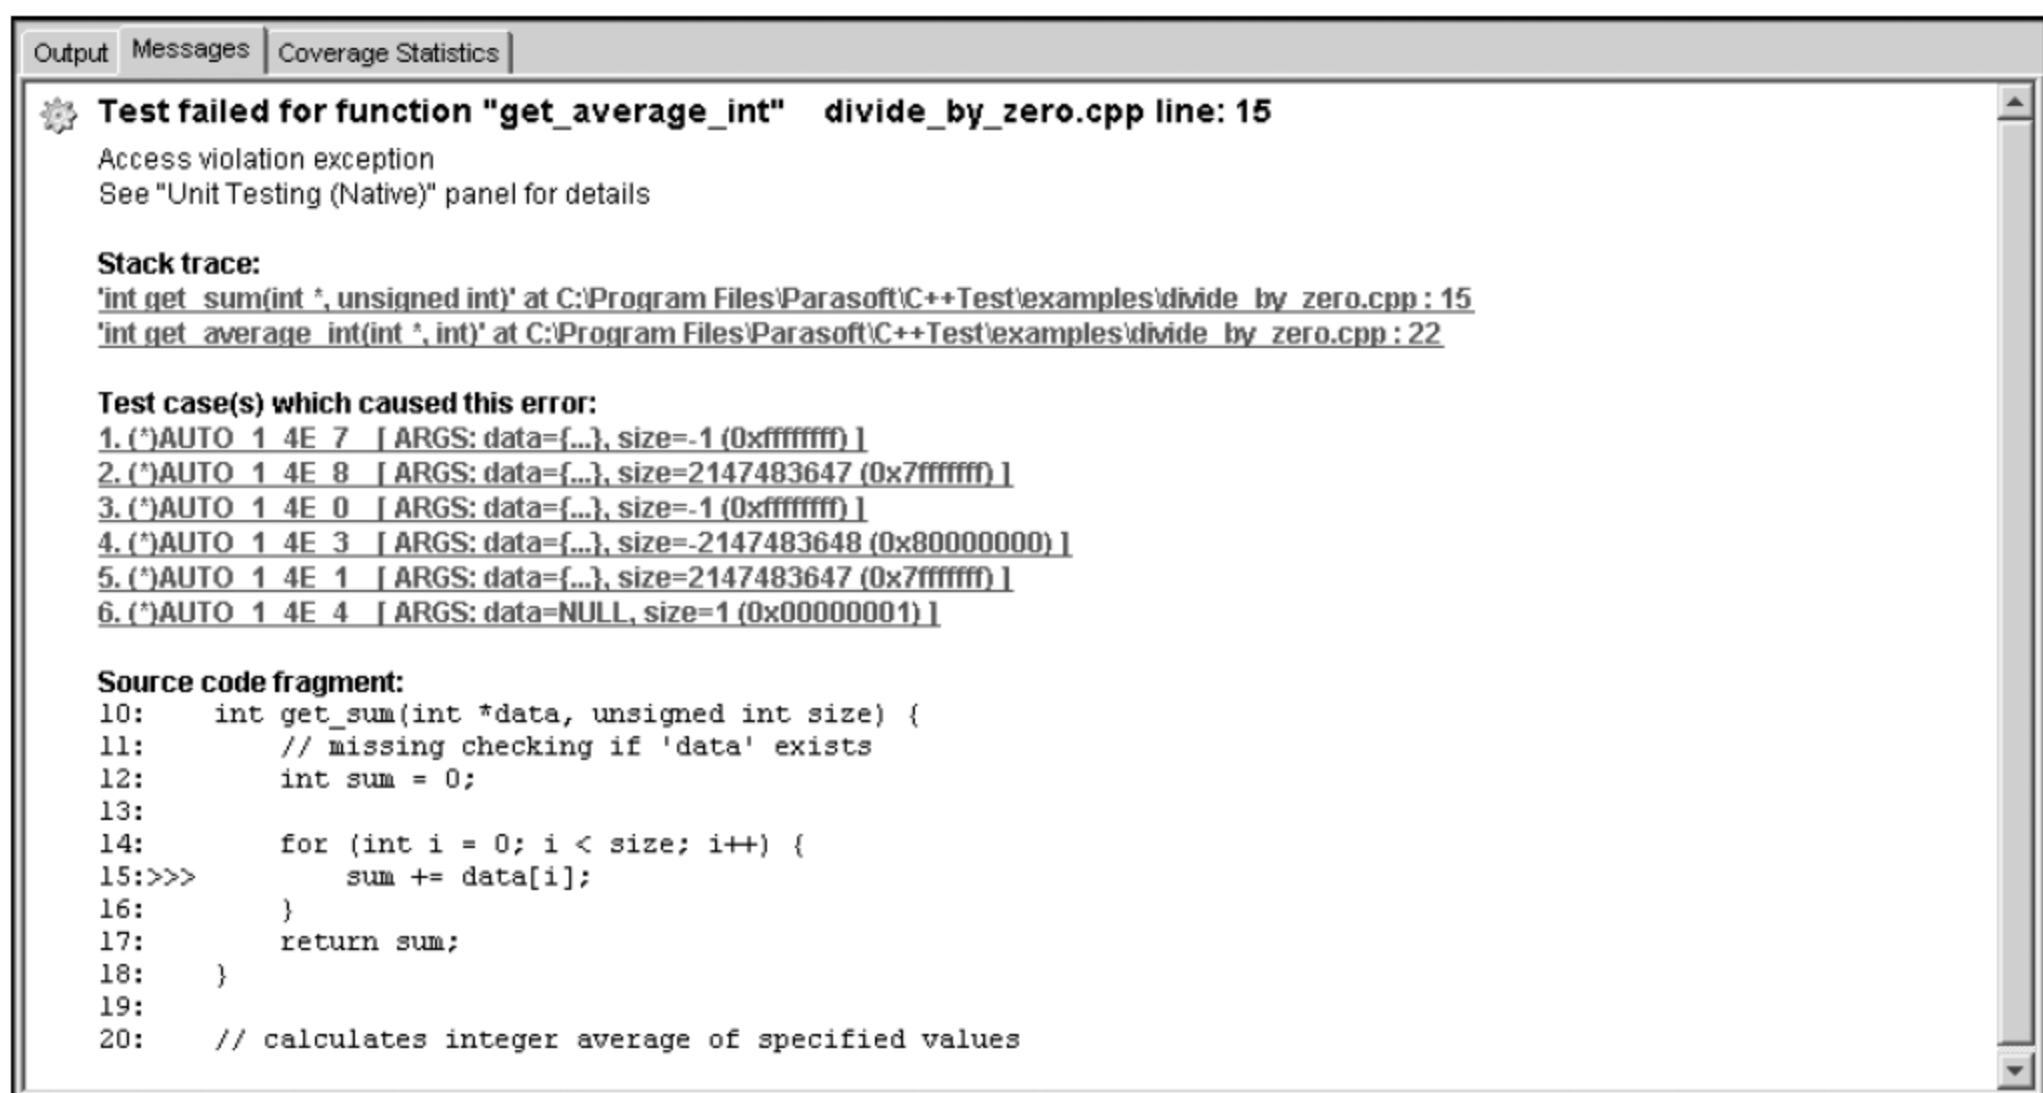 Output Messages Coverage Statistics
Test failed for function "get_average_int" divide_by_zero.cpp line: 15
Access violation exception
See "Unit Testing (Native)" panel for details
Stack trace:
'int get_sum(int *, unsigned int)' at C:\Program Files\Parasoft\C++Test\examples\divide_by_zero.cpp : 15
'int get_average_int(int *, int)' at C:\Program Files\Parasoft\C++Test\examples\divide_by_zero.cpp : 22
Test case(s) which caused this error:
1. (*)AUTO_1_4E_7 [ ARGS: data={...}, size=-1 (0xffffffff) ]
2. (*)AUTO_1_4E_8 [ ARGS: data={...}, size=2147483647 (0x7fffffff) ]
3. (*)AUTO_1_4E_0 [ ARGS: data={...}, size=-1 (0xffffffff) ]
4. (*)AUTO_1_4E_3 [ ARGS: data={...}, size=-2147483648 (0x80000000) ]
5. (*)AUTO_1_4E_1 [ ARGS: data={...}, size=2147483647 (0x7fffffff) ]
6. (*)AUTO_1_4E_4 [ ARGS: data=NULL, size=1 (0x00000001) ]
Source code fragment:
10: int get_sum(int *data, unsigned int size) {
11: // missing checking if 'data' exists
12: int sum = 0;
13:
14: for (int i = 0; i < size; i++) {
15:>>> sum += data[i];
16: }
17: return sum;
18: }
19:
20: // calculates integer average of specified values